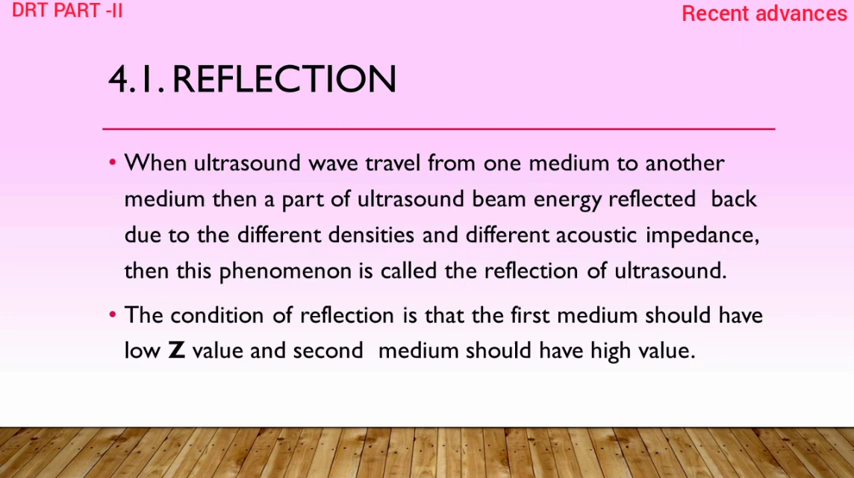 DRT PART -II
Recent advances
4.1. REFLECTION
• When ultrasound wave travel from one medium to another
medium then a part of ultrasound beam energy reflected back
due to the different densities and different acoustic impedance,
then this phenomenon is called the reflection of ultrasound.
• The condition of reflection is that the first medium should have
low Z value and second medium should have high value.